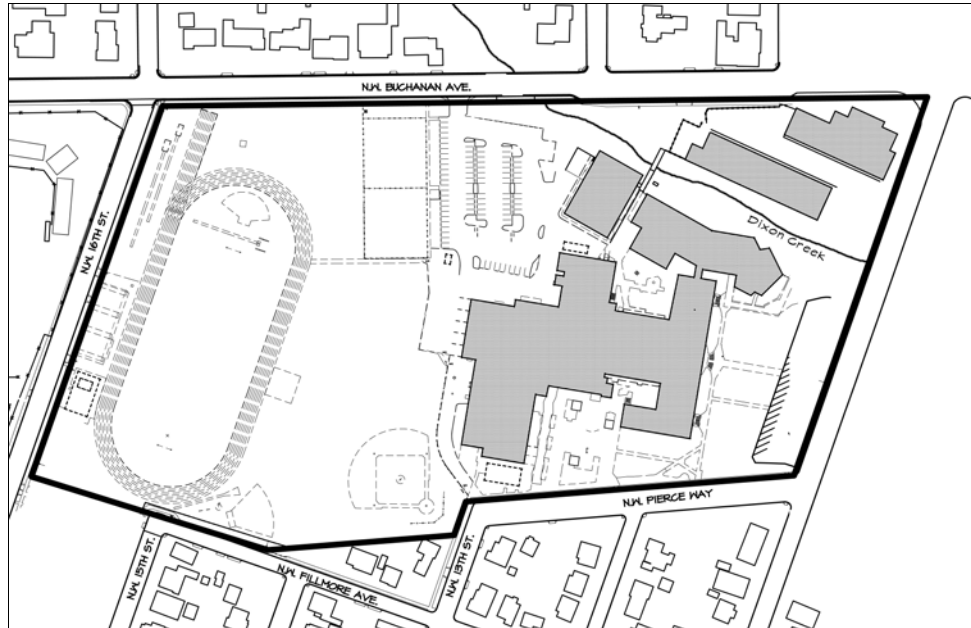 N.W. BUCHANAN AVE.
Dixon Creek
N.W. 16TH ST.
N.W. PIERCE WAY
N.W. 15TH ST.
N.W. 13TH ST.
N.W. FILLMORE AVE.